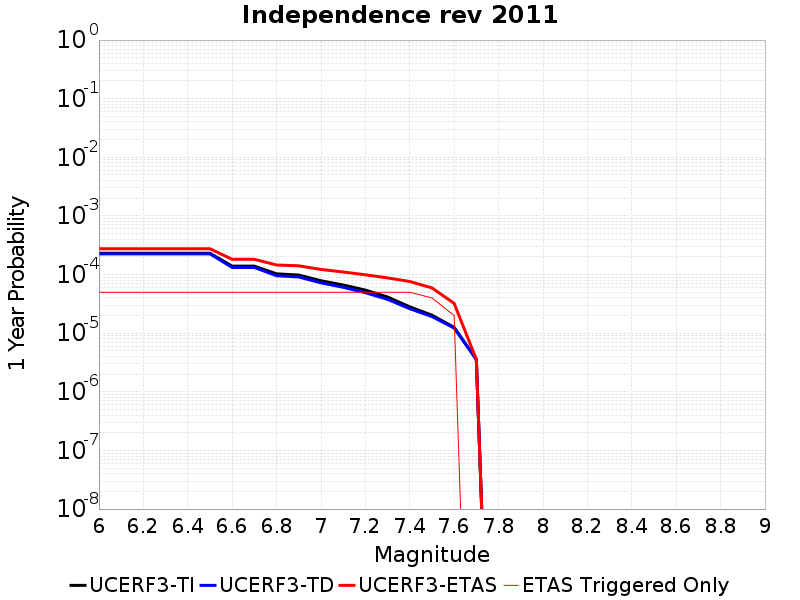 Independence rev 2011
10^0
10^-1
10^-2
10^-3
10^-4
10^-5
10^-6
10^-7
10^-8
1 Year Probability
6 6.2 6.4 6.6 6.8 7 7.2 7.4 7.6 7.8 8 8.2 8.4 8.6 8.8 9
Magnitude
UCERF3-TI UCERF3-TD UCERF3-ETAS ETAS Triggered Only